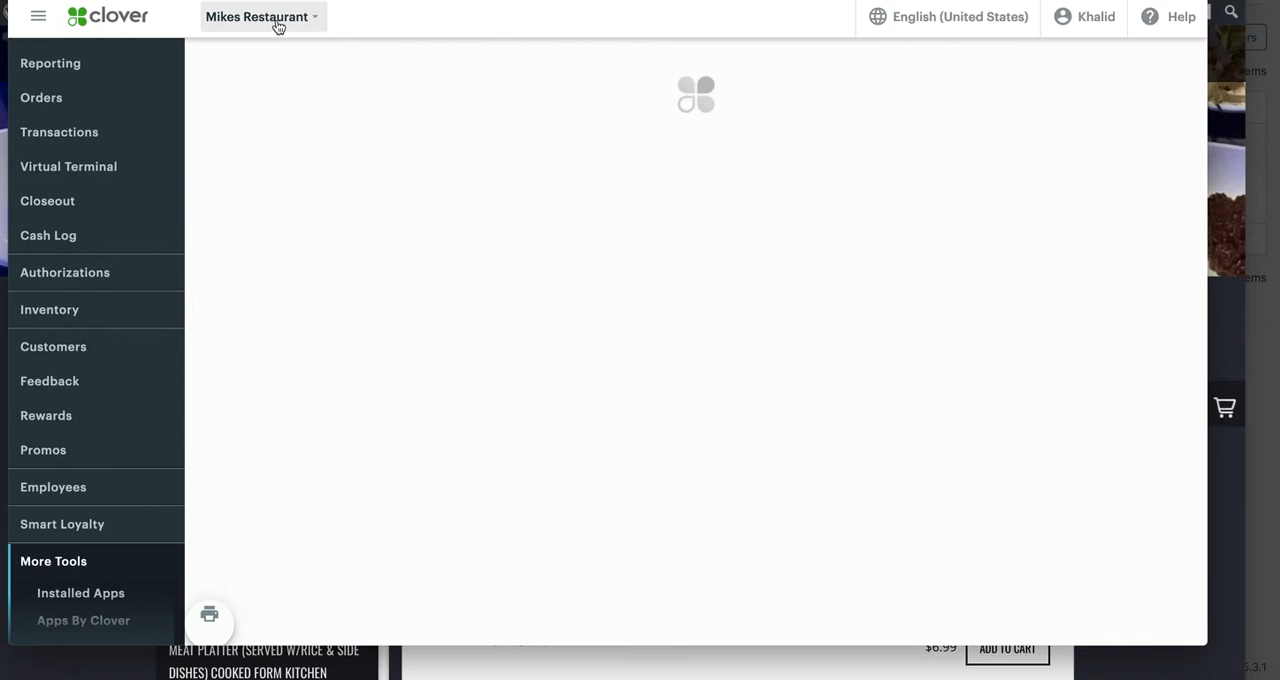 clover
Mikes Restaurant
English (United States)
Khalid
Help
Reporting
Orders
Transactions
Virtual Terminal
Closeout
Cash Log
Authorizations
Inventory
Customers
Feedback
Rewards
Promos
Employees
Smart Loyalty
More Tools
Installed Apps
Apps By Clover
MEAT PLATTER (SERVED W/RICE & SIDE
DISHES) COOKED FORM KITCHEN
$6.99
ADD TO CART